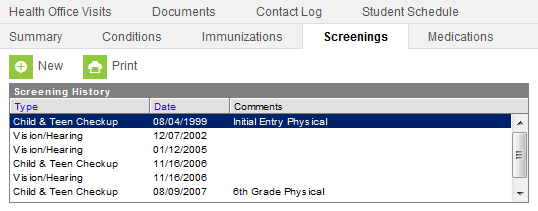 Health Office Visits Documents Contact Log Student Schedule
Summary Conditions Immunizations Screenings Medications
New Print
Screening History
Type Date Comments
Child & Teen Checkup 08/04/1999 Initial Entry Physical
Vision/Hearing 12/07/2002
Vision/Hearing 01/12/2005
Child & Teen Checkup 11/16/2006
Vision/Hearing 11/16/2006
Child & Teen Checkup 08/09/2007 6th Grade Physical